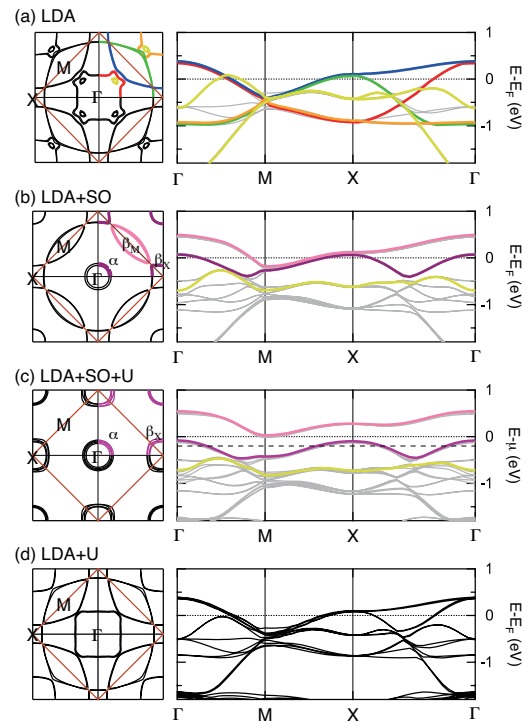 (a) LDA
M
X
Γ
1
0
-1
E-E_F (eV)
Γ M X Γ
(b) LDA+SO
M
β_M
β_X
α
X
Γ
1
0
-1
E-E_F (eV)
Γ M X Γ
(c) LDA+SO+U
M
α
β_X
X
Γ
1
0
-1
E-μ (eV)
Γ M X Γ
(d) LDA+U
M
X
Γ
1
0
-1
E-E_F (eV)
Γ M X Γ